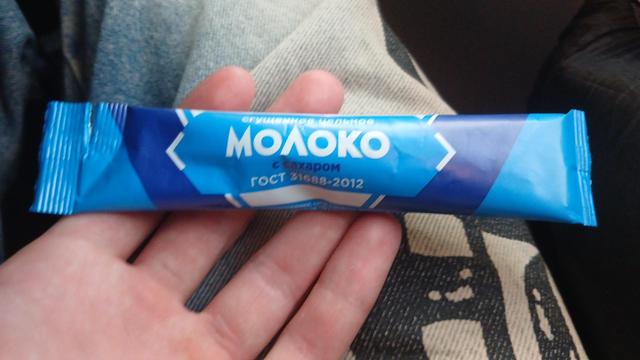 сгущенное цельное
МОЛОКО
с сахаром
ГОСТ 31688-2012